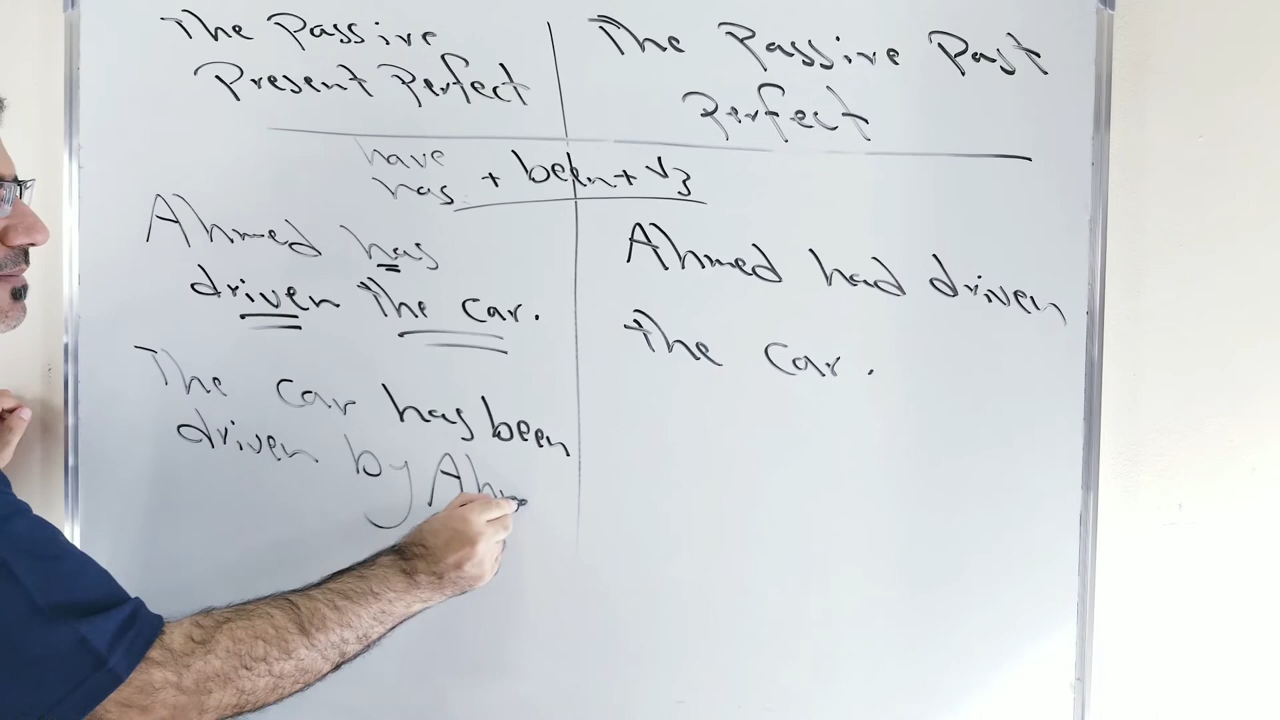 The Passive
Present Perfect
The Passive Past
Perfect
have
has + been + V3
Ahmed has
driven the car.
The car has been
driven by
Ahmed had driven
the car.